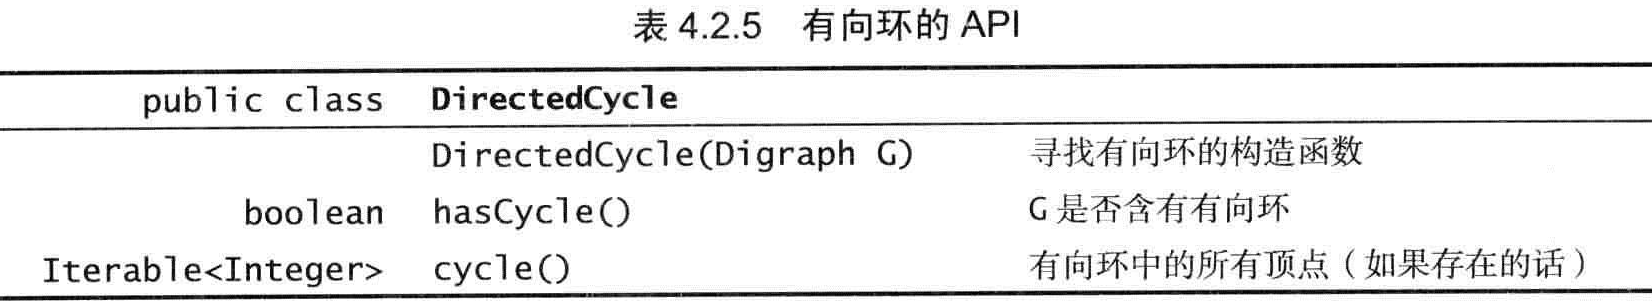 表 4.2.5 有向环的 API
public class DirectedCycle
DirectedCycle(Digraph G) 寻找有向环的构造函数
boolean hasCycle() G 是否含有有向环
Iterable<Integer> cycle() 有向环中的所有顶点（如果存在的话）